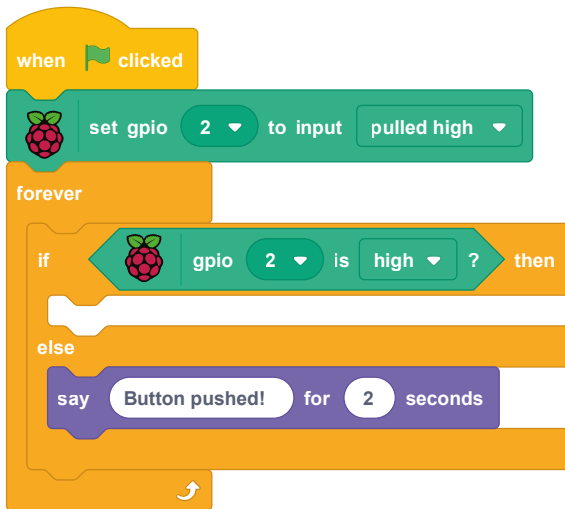 when clicked
set gpio 2 to input pulled high
forever
if gpio 2 is high ? then
else
say Button pushed! for 2 seconds